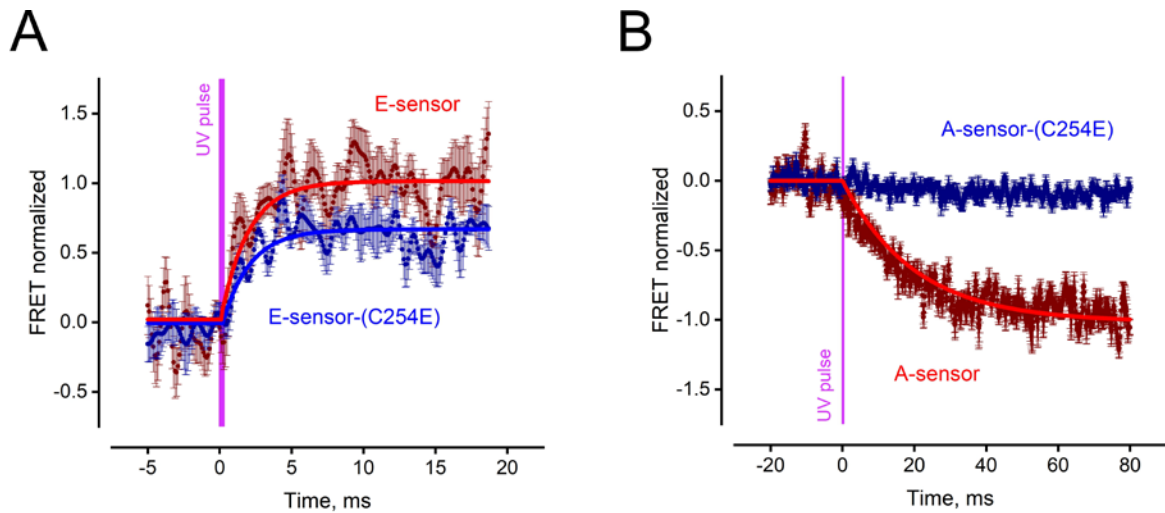 A
FRET normalized
1.5
1.0
0.5
0.0
-0.5
UV pulse
E-sensor
E-sensor-(C254E)
-5 0 5 10 15 20
Time, ms
B
FRET normalized
0.5
0.0
-0.5
-1.0
-1.5
UV pulse
A-sensor-(C254E)
A-sensor
-20 0 20 40 60 80
Time, ms